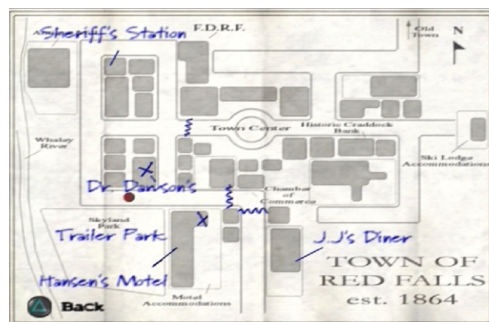 F.D.R.F.
Old
Town
N
Sheriff's Station
Town Center
Historic Craddock
Bank
Whaley
River
Ski Lodge
Accommodations
Dr. Dawson's
Chamber
of
Commerce
Skyland
Park
Trailer Park
J.J's Diner
Hansen's Motel
Motel
Accommodations
TOWN OF
RED FALLS
est. 1864
Back